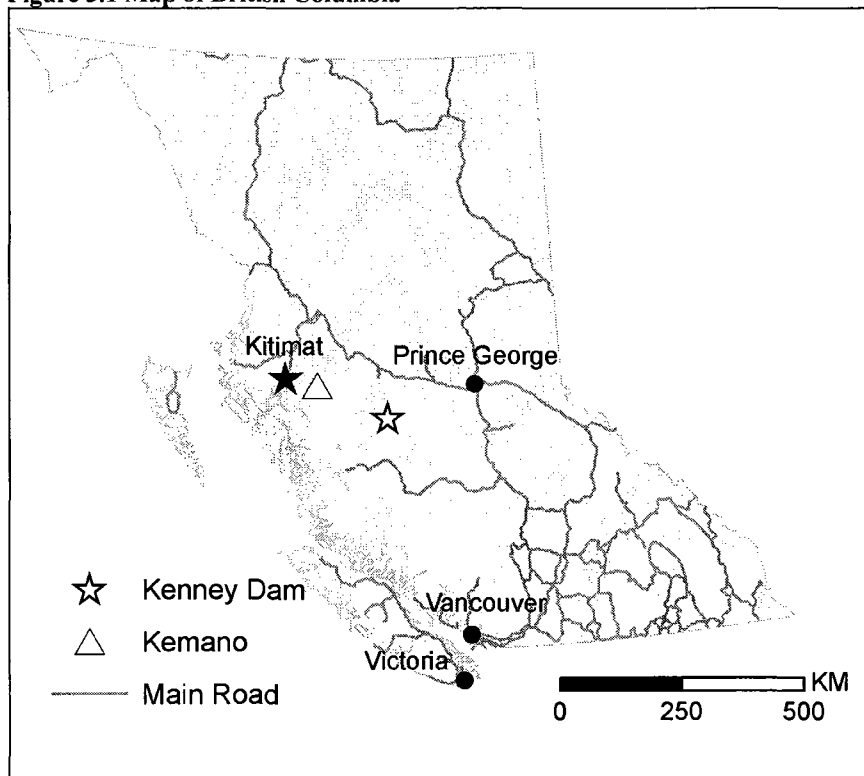 Figure 3.1 Map of British Columbia
Kitimat
Prince George
Vancouver
Victoria
Kenney Dam
Kemano
Main Road
KM
0 250 500